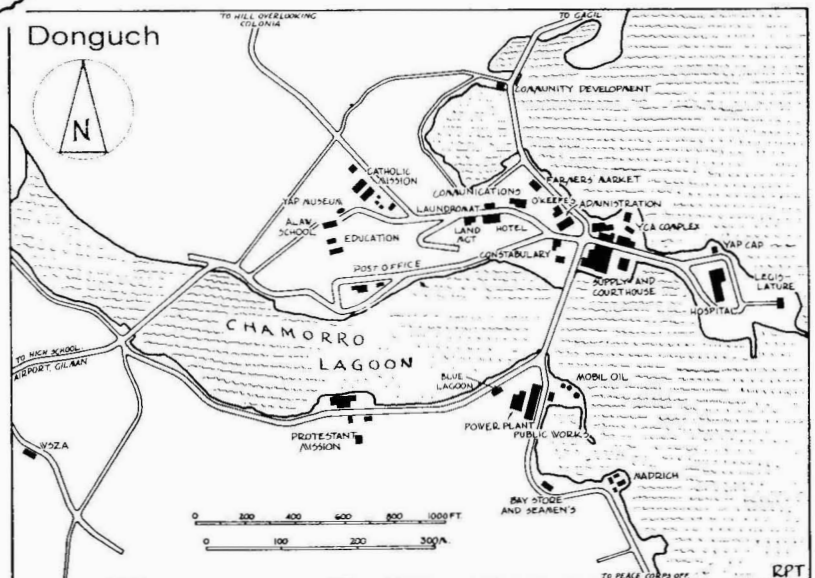 Donguch
N
TO HILL OVERLOOKING
COLONIA
TO GAGIL
COMMUNITY DEVELOPMENT
CATHOLIC
MISSION
FARMERS' MARKET
COMMUNICATIONS
YAP MUSEUM
LAUNDROMAT
O'KEEFE'S
ADMINISTRATION
ALAW
SCHOOL
EDUCATION
LAND
MGT
HOTEL
YCA COMPLEX
CONSTABULARY
YAP CAP
POST OFFICE
SUPPLY AND
COURTHOUSE
LEGIS-
LATURE
HOSPITAL
CHAMORRO
LAGOON
TO HIGH SCHOOL
AIRPORT, GILMAN
BLUE
LAGOON
MOBIL OIL
POWER PLANT
PUBLIC WORKS
WSZA
PROTESTANT
MISSION
MADRICH
BAY STORE
AND SEAMEN'S
0 200 400 600 800 1000 FT.
0 100 200 300 M.
TO PEACE CORPS OFF.
RPT